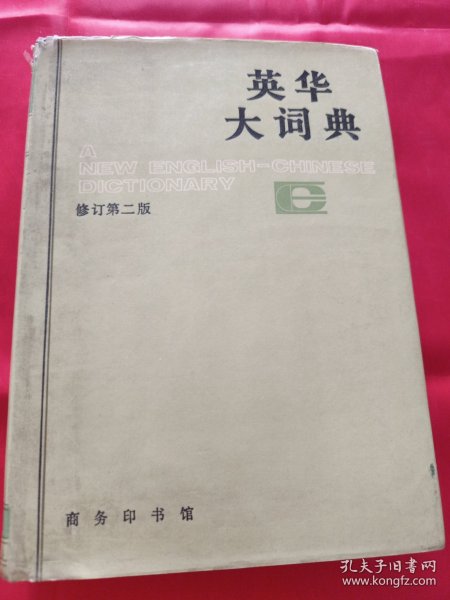 英华
大词典
A
NEW ENGLISH-CHINESE
DICTIONARY
修订第二版
商务印书馆
孔夫子旧书网
www.kongfz.com